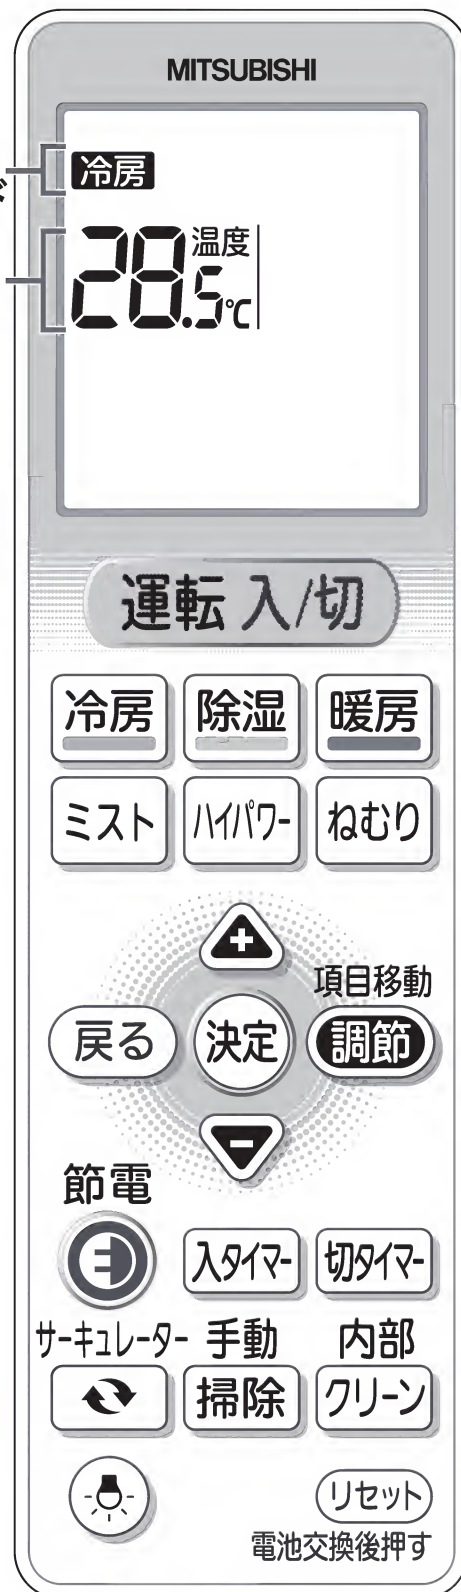 MITSUBISHI
冷房
28.5℃ 温度
運転 入/切
冷房 除湿 暖房
ミスト ハイパワー ねむり
+
項目移動
戻る 決定 調節
-
節電
入タイマー 切タイマー
サーキュレーター 手動 内部
掃除 クリーン
リセット
電池交換後押す